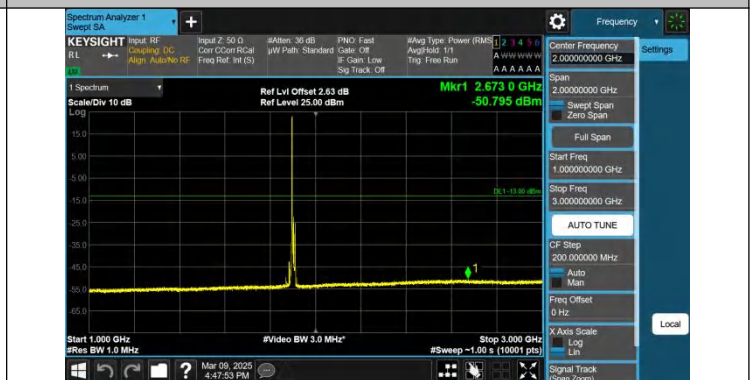 Spectrum Analyzer 1
Swept SA
+
Frequency
KEYSIGHT
Input: RF
Input Z: 50 Ω
#Atten: 36 dB
PNO: Fast
#Avg Type: Power (RMS
1 2 3 4 5 6
RL
Coupling: DC
Corr CCorr RCal
µW Path: Standard
Gate: Off
Avg|Hold: 1/1
A W W W W W
Align: Auto/No RF
Freq Ref: Int (S)
IF Gain: Low
Trig: Free Run
A A A A A A
Sig Track: Off
1 Spectrum
Ref Lvl Offset 2.63 dB
Mkr1 2.673 0 GHz
Scale/Div 10 dB
Ref Level 25.00 dBm
-50.795 dBm
Log
15.0
5.00
-5.00
-15.0
-25.0
-35.0
-45.0
-55.0
-65.0
DL1 -13.00 dBm
1
Start 1.000 GHz
#Video BW 3.0 MHz*
Stop 3.000 GHz
#Res BW 1.0 MHz
#Sweep ~1.00 s (10001 pts)
?
Mar 09, 2025
4:47:53 PM
Center Frequency
2.000000000 GHz
Settings
Span
2.00000000 GHz
Swept Span
Zero Span
Full Span
Start Freq
1.000000000 GHz
Stop Freq
3.000000000 GHz
AUTO TUNE
CF Step
200.000000 MHz
Auto
Man
Freq Offset
0 Hz
X Axis Scale
Log
Lin
Local
Signal Track
(Span Zoom)